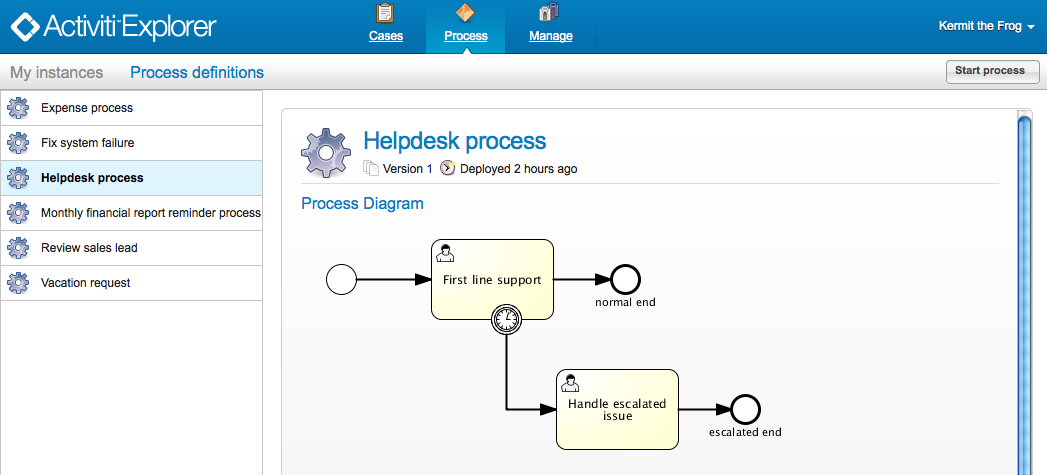 Activiti Explorer
Cases
Process
Manage
Kermit the Frog
My instances
Process definitions
Start process
Expense process
Fix system failure
Helpdesk process
Monthly financial report reminder process
Review sales lead
Vacation request
Helpdesk process
Version 1
Deployed 2 hours ago
Process Diagram
First line support
normal end
Handle escalated
issue
escalated end